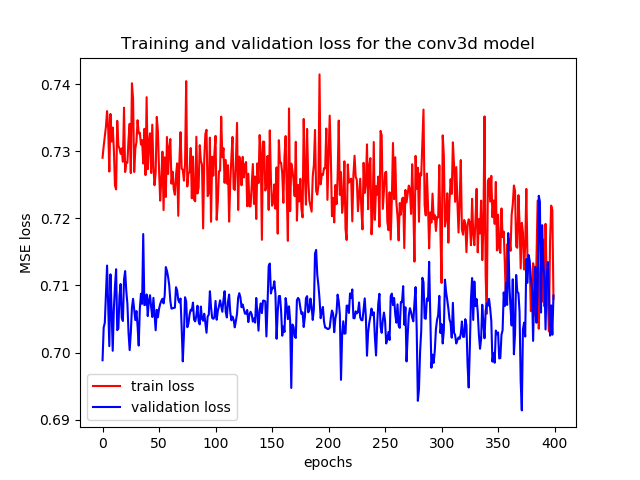 Training and validation loss for the conv3d model
0.74
0.73
0.72
0.71
0.70
0.69
MSE loss
train loss
validation loss
0 50 100 150 200 250 300 350 400
epochs